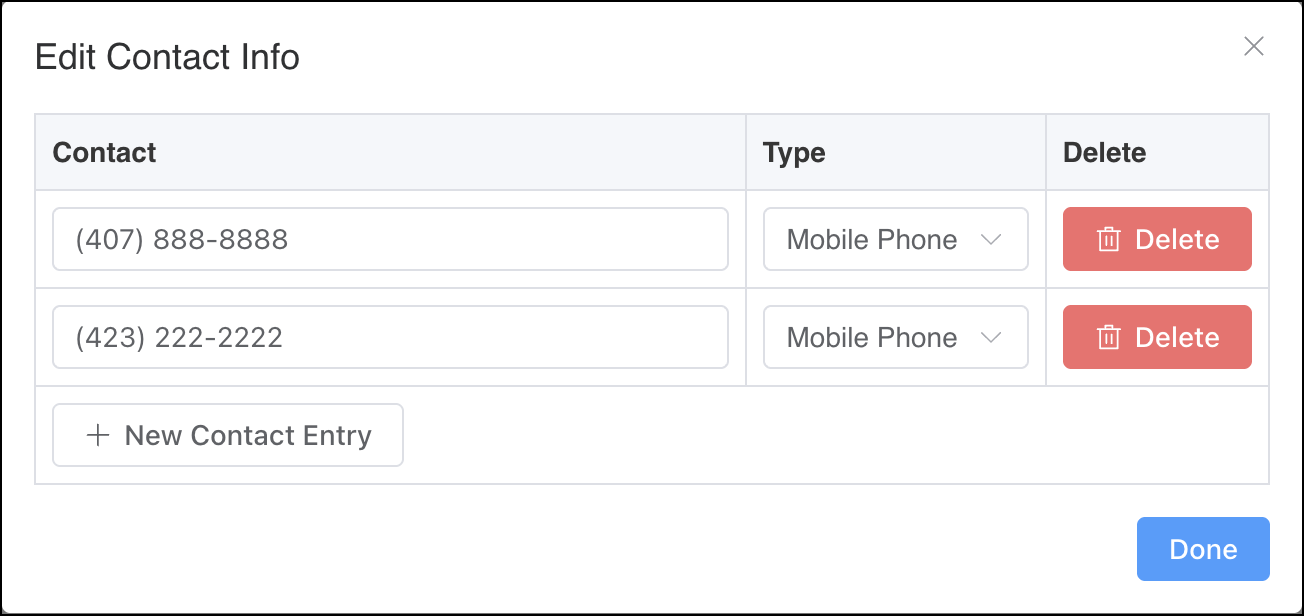 Edit Contact Info
Contact Type Delete
(407) 888-8888 Mobile Phone Delete
(423) 222-2222 Mobile Phone Delete
New Contact Entry
Done